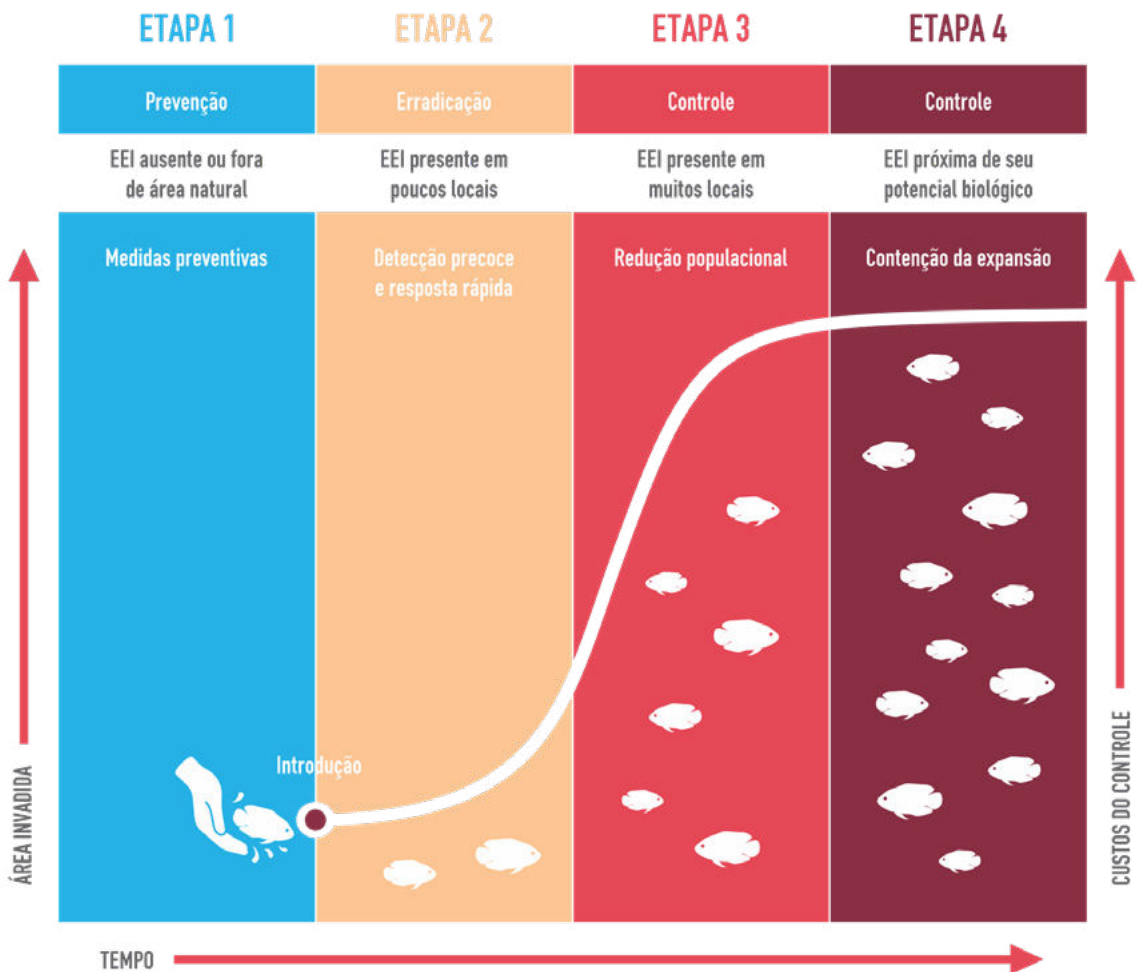 ETAPA 1
ETAPA 2
ETAPA 3
ETAPA 4
Prevenção
Erradicação
Controle
Controle
EEI ausente ou fora
de área natural
EEI presente em
poucos locais
EEI presente em
muitos locais
EEI próxima de seu
potencial biológico
Medidas preventivas
Detecção precoce
e resposta rápida
Redução populacional
Contenção da expansão
Introdução
ÁREA INVADIDA
CUSTOS DO CONTROLE
TEMPO